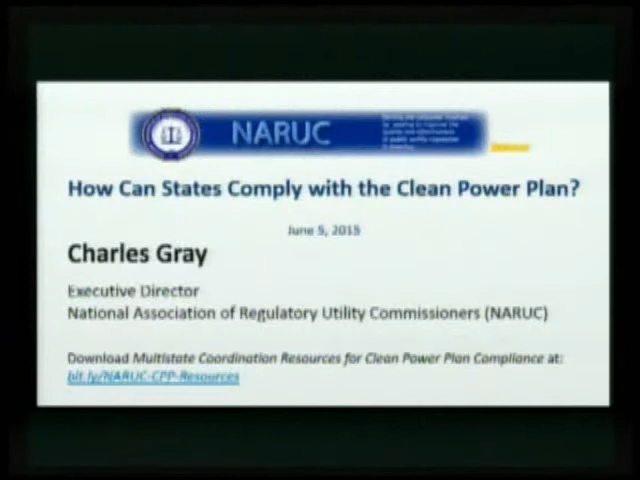 NARUC
How Can States Comply with the Clean Power Plan?
June 5, 2015
Charles Gray
Executive Director
National Association of Regulatory Utility Commissioners (NARUC)
Download Multistate Coordination Resources for Clean Power Plan Compliance at:
bit.ly/NARUC-CPP-Resources